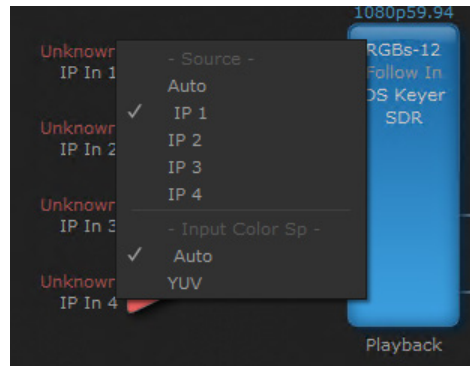 1080p59.94
Unknown
IP In 1
Unknown
IP In 2
Unknown
IP In 3
Unknown
IP In 4
- Source -
Auto
✓ IP 1
IP 2
IP 3
IP 4
- Input Color Sp -
✓ Auto
YUV
RGBs-12
Follow In
DS Keyer
SDR
Playback